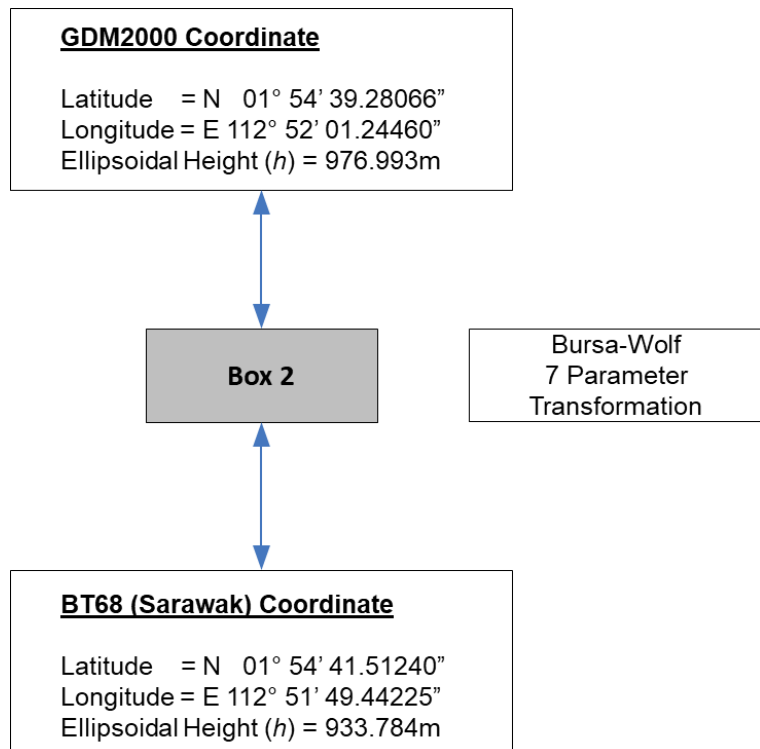 GDM2000 Coordinate
Latitude = N 01° 54’ 39.28066”
Longitude = E 112° 52’ 01.24460”
Ellipsoidal Height (h) = 976.993m
Box 2
Bursa-Wolf
7 Parameter
Transformation
BT68 (Sarawak) Coordinate
Latitude = N 01° 54’ 41.51240”
Longitude = E 112° 51’ 49.44225”
Ellipsoidal Height (h) = 933.784m